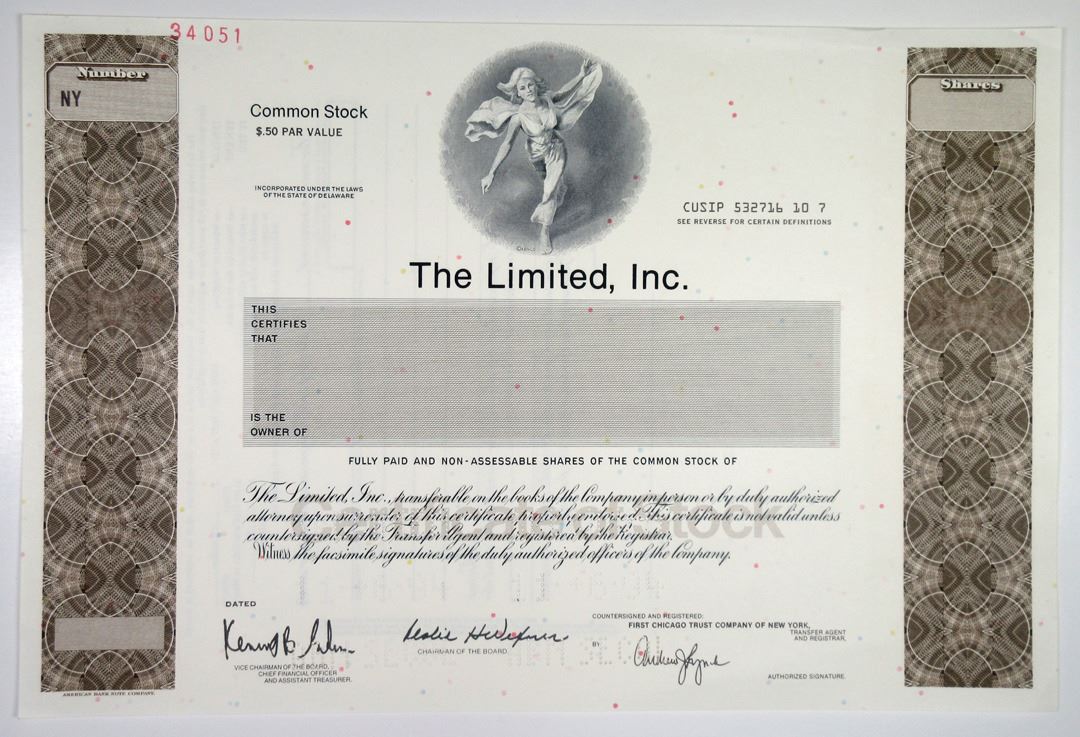 34051
Number
NY
Shares
Common Stock
$.50 PAR VALUE
INCORPORATED UNDER THE LAWS
OF THE STATE OF DELAWARE
CUSIP 532716 10 7
SEE REVERSE FOR CERTAIN DEFINITIONS
The Limited, Inc.
THIS
CERTIFIES
THAT
IS THE
OWNER OF
FULLY PAID AND NON-ASSESSABLE SHARES OF THE COMMON STOCK OF
The Limited, Inc., transferable on the books of the Company in person or by duly authorized
attorney upon surrender of this certificate properly endorsed. This certificate is not valid unless
countersigned by the Transfer Agent and registered by the Registrar.
Witness the facsimile signatures of the duly authorized officers of the Company.
DATED
COUNTERSIGNED AND REGISTERED:
FIRST CHICAGO TRUST COMPANY OF NEW YORK,
TRANSFER AGENT
AND REGISTRAR,
Leslie H Wexner
CHAIRMAN OF THE BOARD.
BY
Andrew J Lynch
VICE CHAIRMAN OF THE BOARD,
CHIEF FINANCIAL OFFICER
AND ASSISTANT TREASURER.
AUTHORIZED SIGNATURE.
AMERICAN BANK NOTE COMPANY.